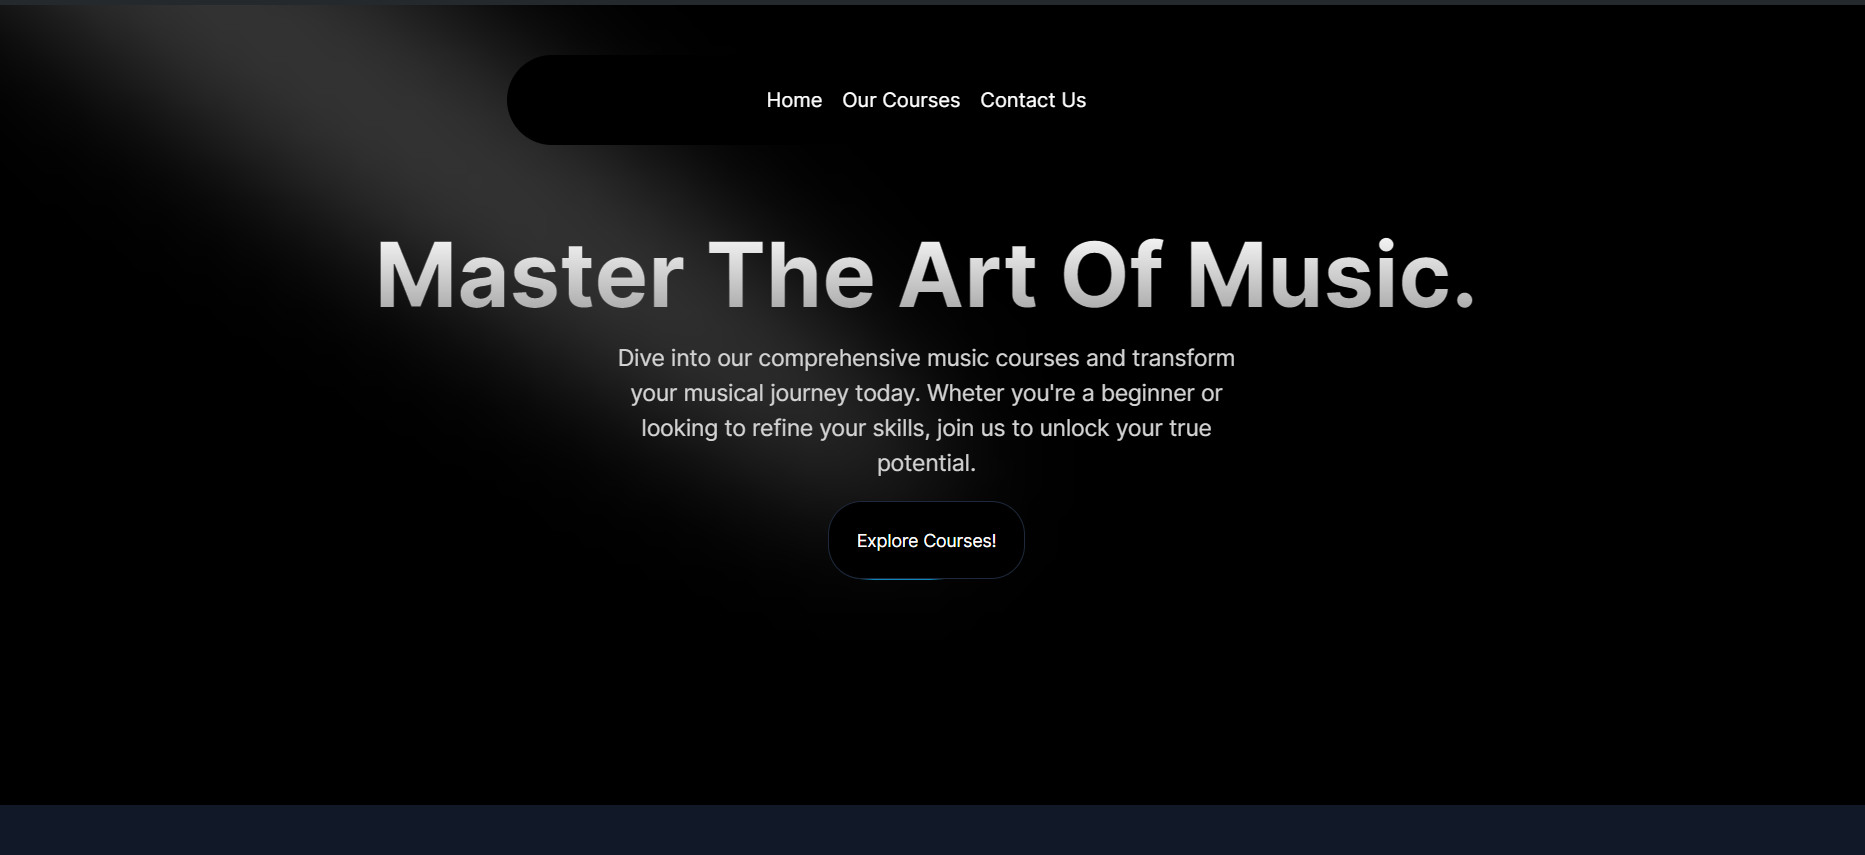 Home Our Courses Contact Us
Master The Art Of Music.
Dive into our comprehensive music courses and transform
your musical journey today. Wheter you're a beginner or
looking to refine your skills, join us to unlock your true
potential.
Explore Courses!